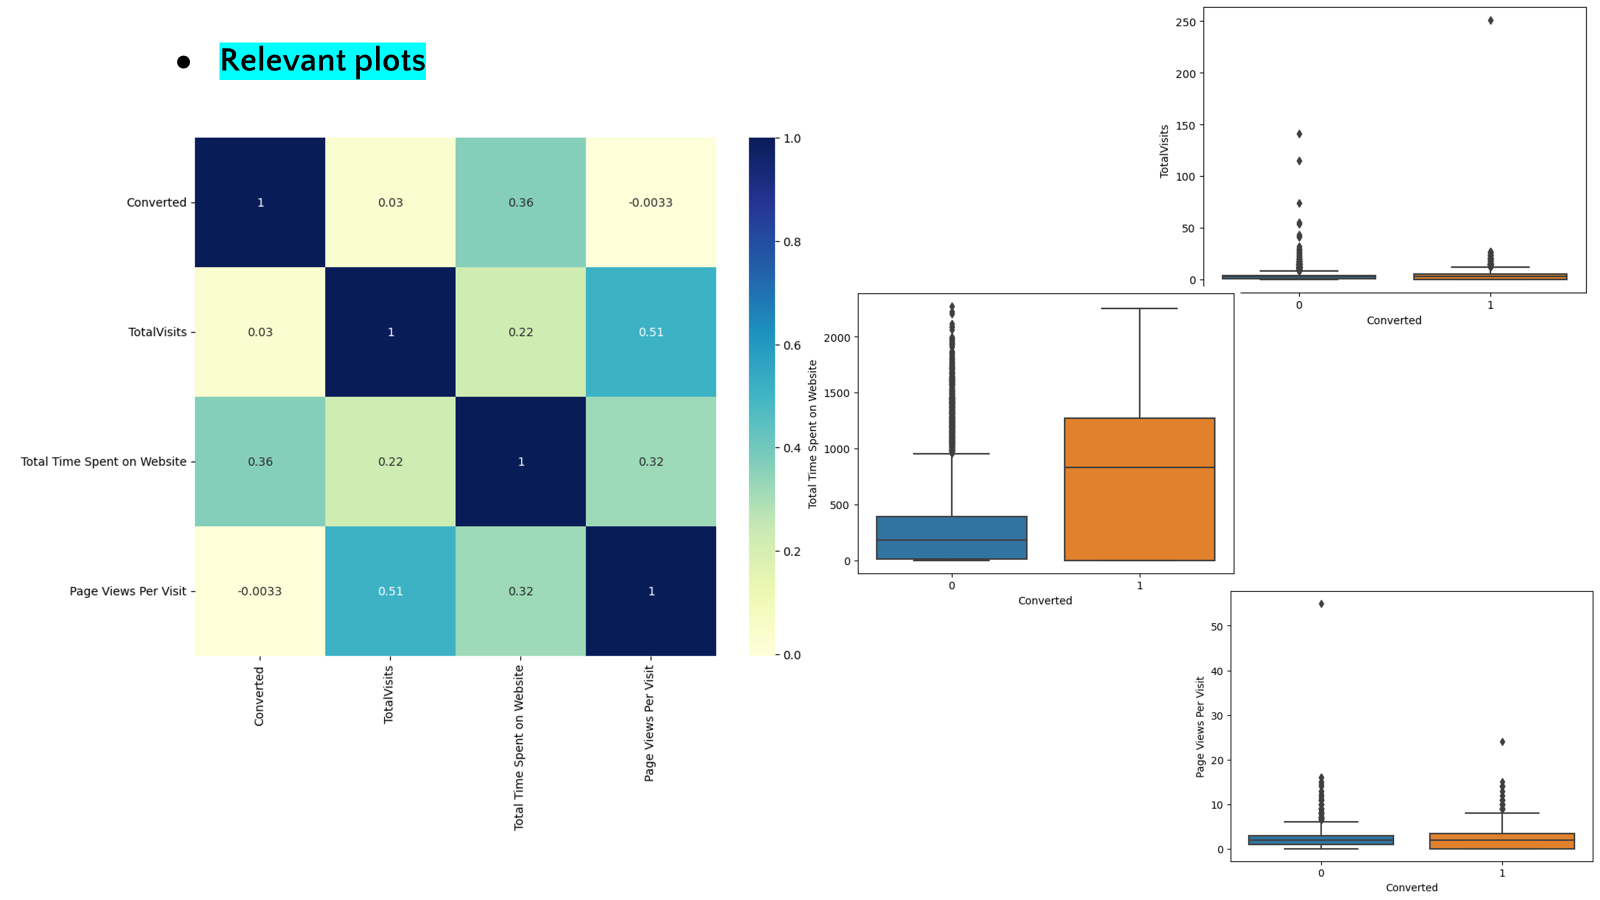 ● Relevant plots
Converted
TotalVisits
Total Time Spent on Website
Page Views Per Visit
1 0.03 0.36 -0.0033
0.03 1 0.22 0.51
0.36 0.22 1 0.32
-0.0033 0.51 0.32 1
Converted
TotalVisits
Total Time Spent on Website
Page Views Per Visit
1.0
0.8
0.6
0.4
0.2
0.0
TotalVisits
250
200
150
100
50
0
0 1
Converted
Total Time Spent on Website
2000
1500
1000
500
0
0 1
Converted
Page Views Per Visit
50
40
30
20
10
0
0 1
Converted